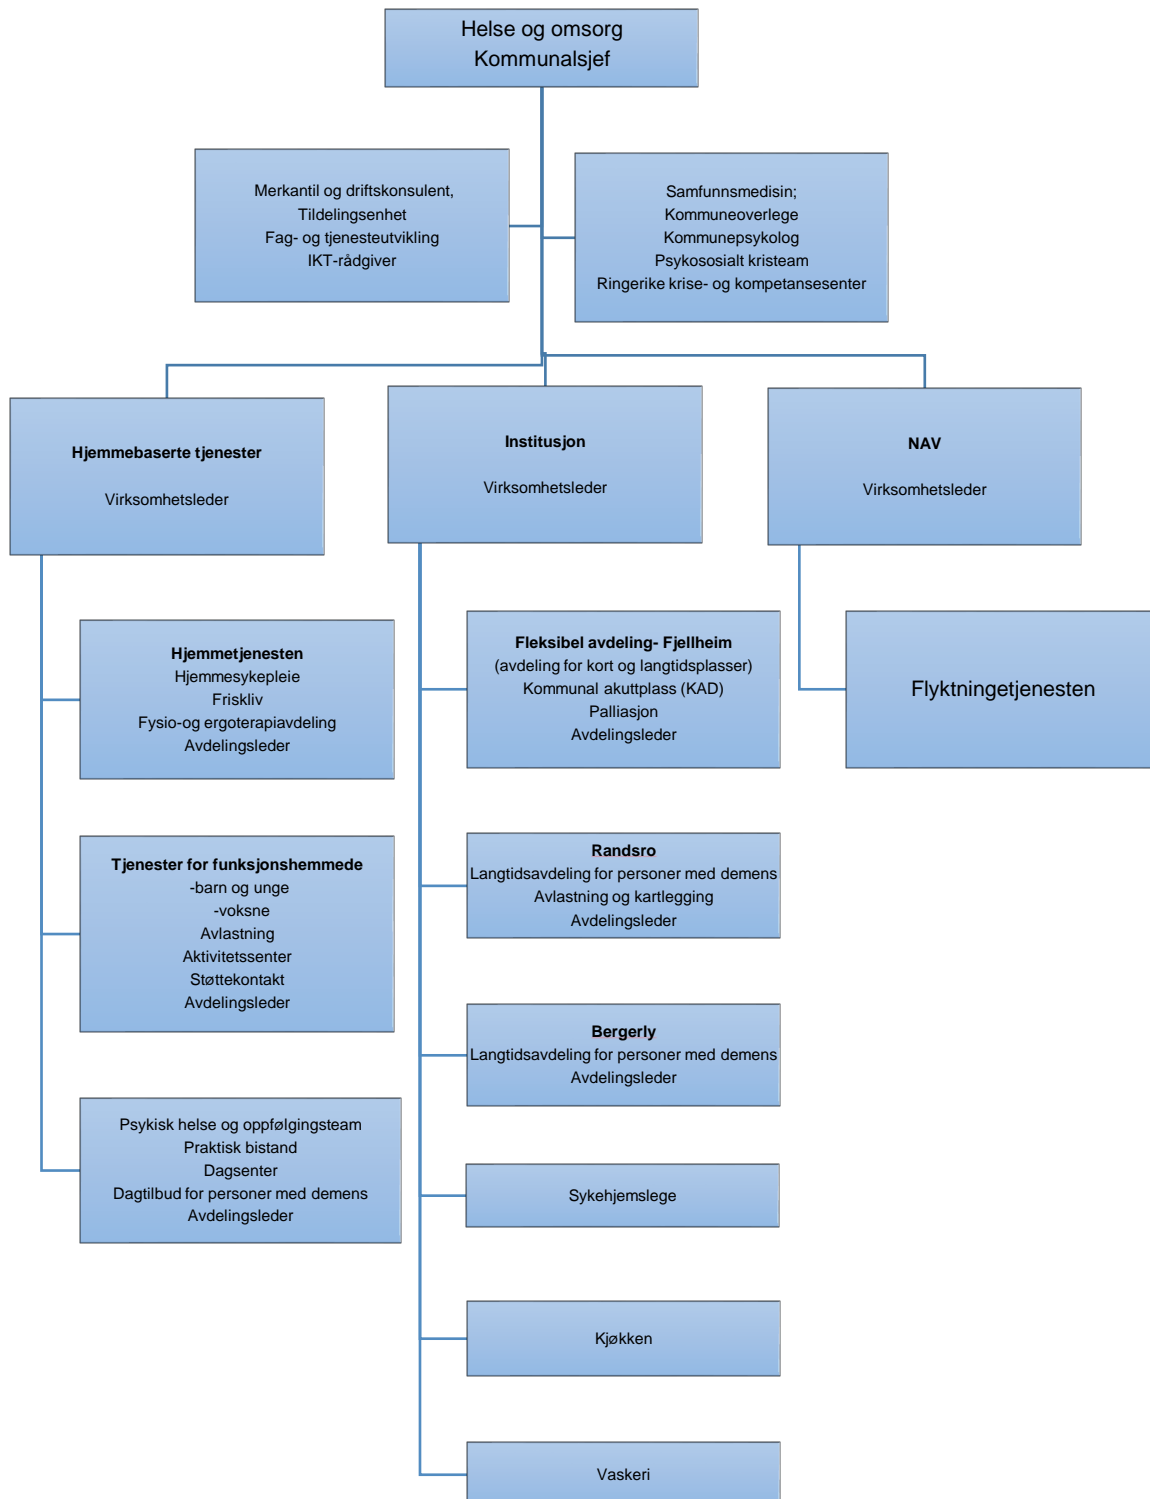 Helse og omsorg
Kommunalsjef
Merkantil og driftskonsulent,
Tildelingsenhet
Fag- og tjenesteutvikling
IKT-rådgiver
Samfunnsmedisin;
Kommuneoverlege
Kommunepsykolog
Psykososialt kristeam
Ringerike krise- og kompetansesenter
Hjemmebaserte tjenester
Virksomhetsleder
Institusjon
Virksomhetsleder
NAV
Virksomhetsleder
Hjemmetjenesten
Hjemmesykepleie
Friskliv
Fysio-og ergoterapiavdeling
Avdelingsleder
Tjenester for funksjonshemmede
-barn og unge
-voksne
Avlastning
Aktivitetssenter
Støttekontakt
Avdelingsleder
Psykisk helse og oppfølgingsteam
Praktisk bistand
Dagsenter
Dagtilbud for personer med demens
Avdelingsleder
Fleksibel avdeling- Fjellheim
(avdeling for kort og langtidsplasser)
Kommunal akuttplass (KAD)
Palliasjon
Avdelingsleder
Randsro
Langtidsavdeling for personer med demens
Avlastning og kartlegging
Avdelingsleder
Bergerly
Langtidsavdeling for personer med demens
Avdelingsleder
Sykehjemslege
Kjøkken
Vaskeri
Flyktningetjenesten